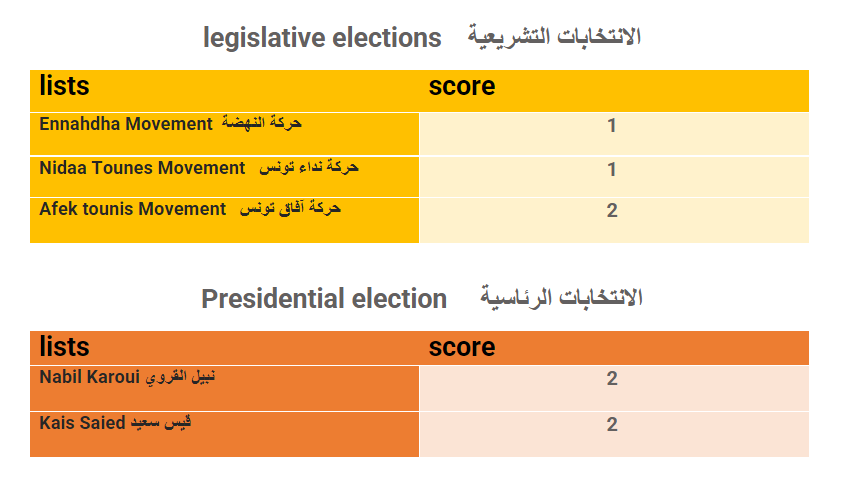 legislative elections الانتخابات التشريعية
lists score
Ennahdha Movement حركة النهضة 1
Nidaa Tounes Movement حركة نداء تونس 1
Afek tounis Movement حركة آفاق تونس 2
Presidential election الانتخابات الرئاسية
lists score
Nabil Karoui نبيل القروي 2
Kais Saied قيس سعيد 2